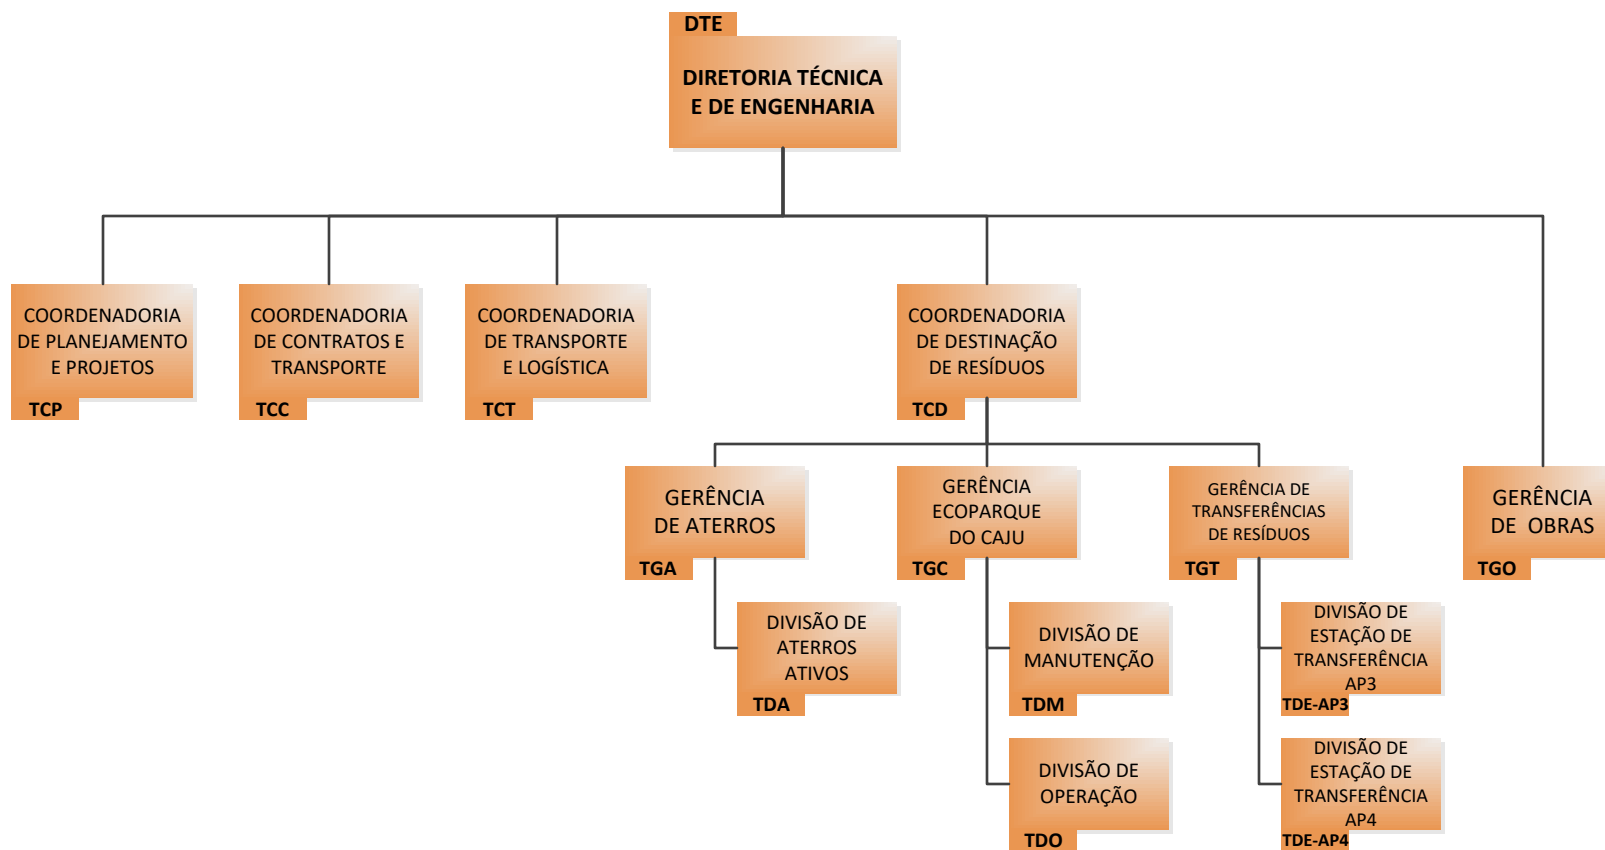 DTE
DIRETORIA TÉCNICA
E DE ENGENHARIA
COORDENADORIA
DE PLANEJAMENTO
E PROJETOS
TCP
COORDENADORIA
DE CONTRATOS E
TRANSPORTE
TCC
COORDENADORIA
DE TRANSPORTE
E LOGÍSTICA
TCT
COORDENADORIA
DE DESTINAÇÃO
DE RESÍDUOS
TCD
GERÊNCIA
DE ATERROS
TGA
GERÊNCIA
ECOPARQUE
DO CAJU
TGC
GERÊNCIA DE
TRANSFERÊNCIAS
DE RESÍDUOS
TGT
GERÊNCIA
DE OBRAS
TGO
DIVISÃO DE
ATERROS
ATIVOS
TDA
DIVISÃO DE
MANUTENÇÃO
TDM
DIVISÃO DE
ESTAÇÃO DE
TRANSFERÊNCIA
AP3
TDE-AP3
DIVISÃO DE
OPERAÇÃO
TDO
DIVISÃO DE
ESTAÇÃO DE
TRANSFERÊNCIA
AP4
TDE-AP4